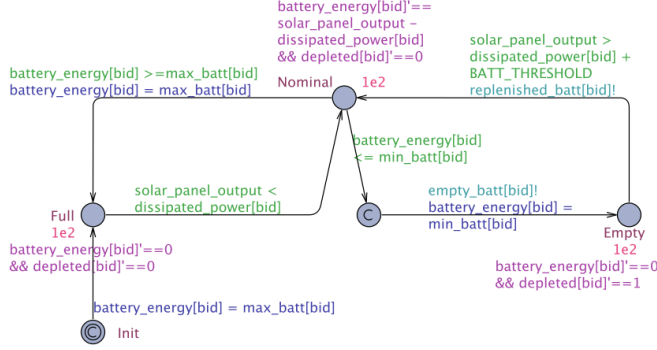 battery_energy[bid]'==
solar_panel_output -
dissipated_power[bid]
&& depleted[bid]'==0
solar_panel_output >
dissipated_power[bid] +
BATT_THRESHOLD
replenished_batt[bid]!
battery_energy[bid] >=max_batt[bid]
battery_energy[bid] = max_batt[bid]
Nominal
1e2
battery_energy[bid]
<= min_batt[bid]
solar_panel_output <
dissipated_power[bid]
empty_batt[bid]!
battery_energy[bid] =
min_batt[bid]
Full
1e2
C
Empty
1e2
battery_energy[bid]'==0
&& depleted[bid]'==0
battery_energy[bid]'==0
&& depleted[bid]'==1
battery_energy[bid] = max_batt[bid]
C
Init